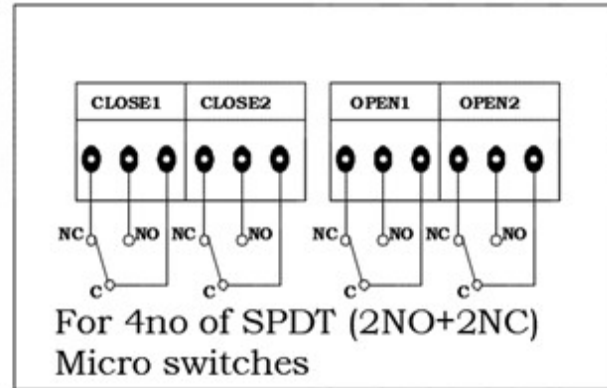 CLOSE1 CLOSE2 OPEN1 OPEN2
NC NO NC NO NC NO NC NO
C C C C
For 4no of SPDT (2NO+2NC)
Micro switches